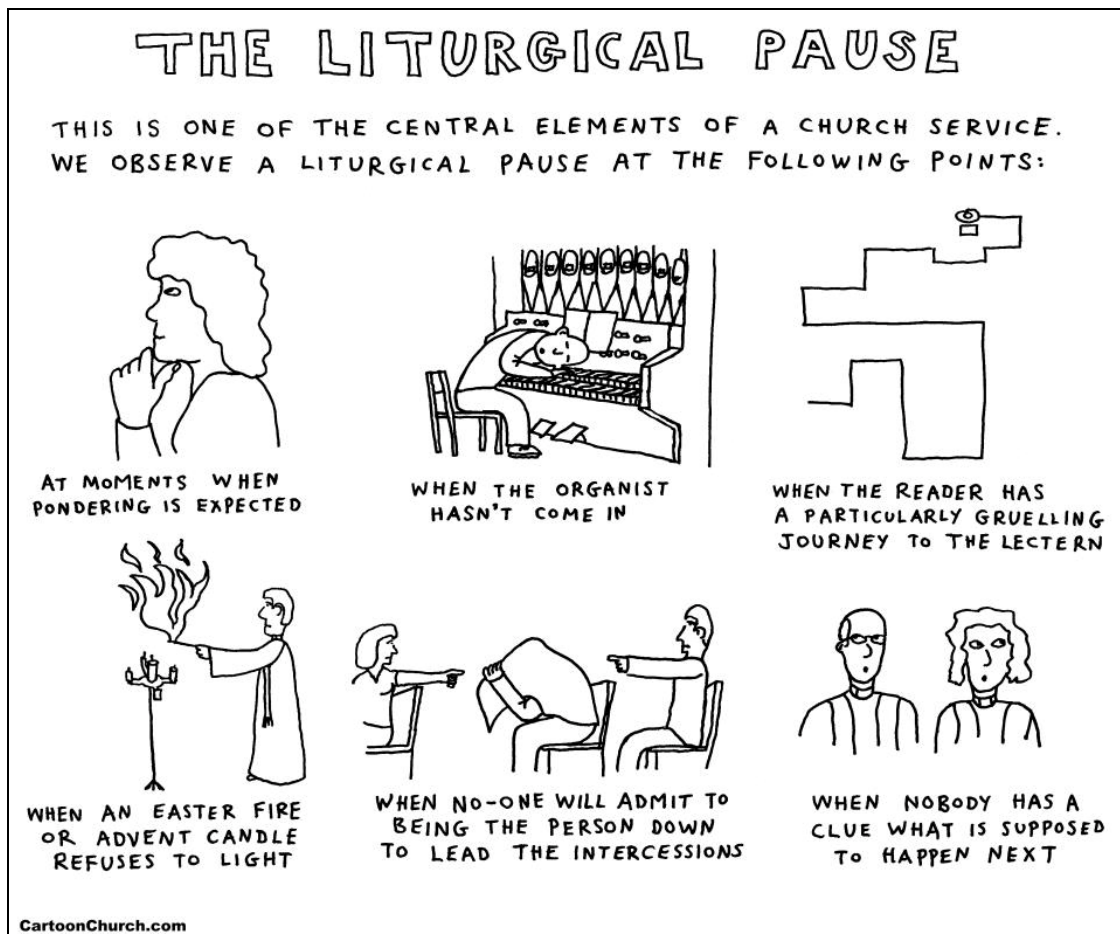 THE LITURGICAL PAUSE
THIS IS ONE OF THE CENTRAL ELEMENTS OF A CHURCH SERVICE.
WE OBSERVE A LITURGICAL PAUSE AT THE FOLLOWING POINTS:
AT MOMENTS WHEN
PONDERING IS EXPECTED
WHEN THE ORGANIST
HASN'T COME IN
WHEN THE READER HAS
A PARTICULARLY GRUELLING
JOURNEY TO THE LECTERN
WHEN AN EASTER FIRE
OR ADVENT CANDLE
REFUSES TO LIGHT
WHEN NO-ONE WILL ADMIT TO
BEING THE PERSON DOWN
TO LEAD THE INTERCESSIONS
WHEN NOBODY HAS A
CLUE WHAT IS SUPPOSED
TO HAPPEN NEXT
CartoonChurch.com